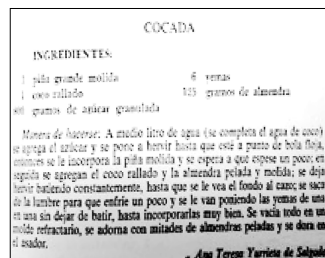 COCADA
INGREDIENTES:
1 piña grande molida 6 yemas
1 coco rallado 125 gramos de almendra
gramos de azúcar granulada
Manera de hacerse: A medio litro de agua (se completa el agua de coco)
se agrega el azúcar y se pone a hervir hasta que esté a punto de bola floja,
entonces se le incorpora la piña molida y se espera a que espese un poco; en
seguida se agregan el coco rallado y la almendra pelada y molida; se deja
hervir batiendo constantemente, hasta que se le vea el fondo al cazo; se saca
de la lumbre para que enfríe un poco y se le van poniendo las yemas de una
en una sin dejar de batir, hasta incorporarlas muy bien. Se vacía todo en un
molde refractario, se adorna con mitades de almendras peladas y se dora en
el asador.
- Ana Teresa Yurrieta de Salgado